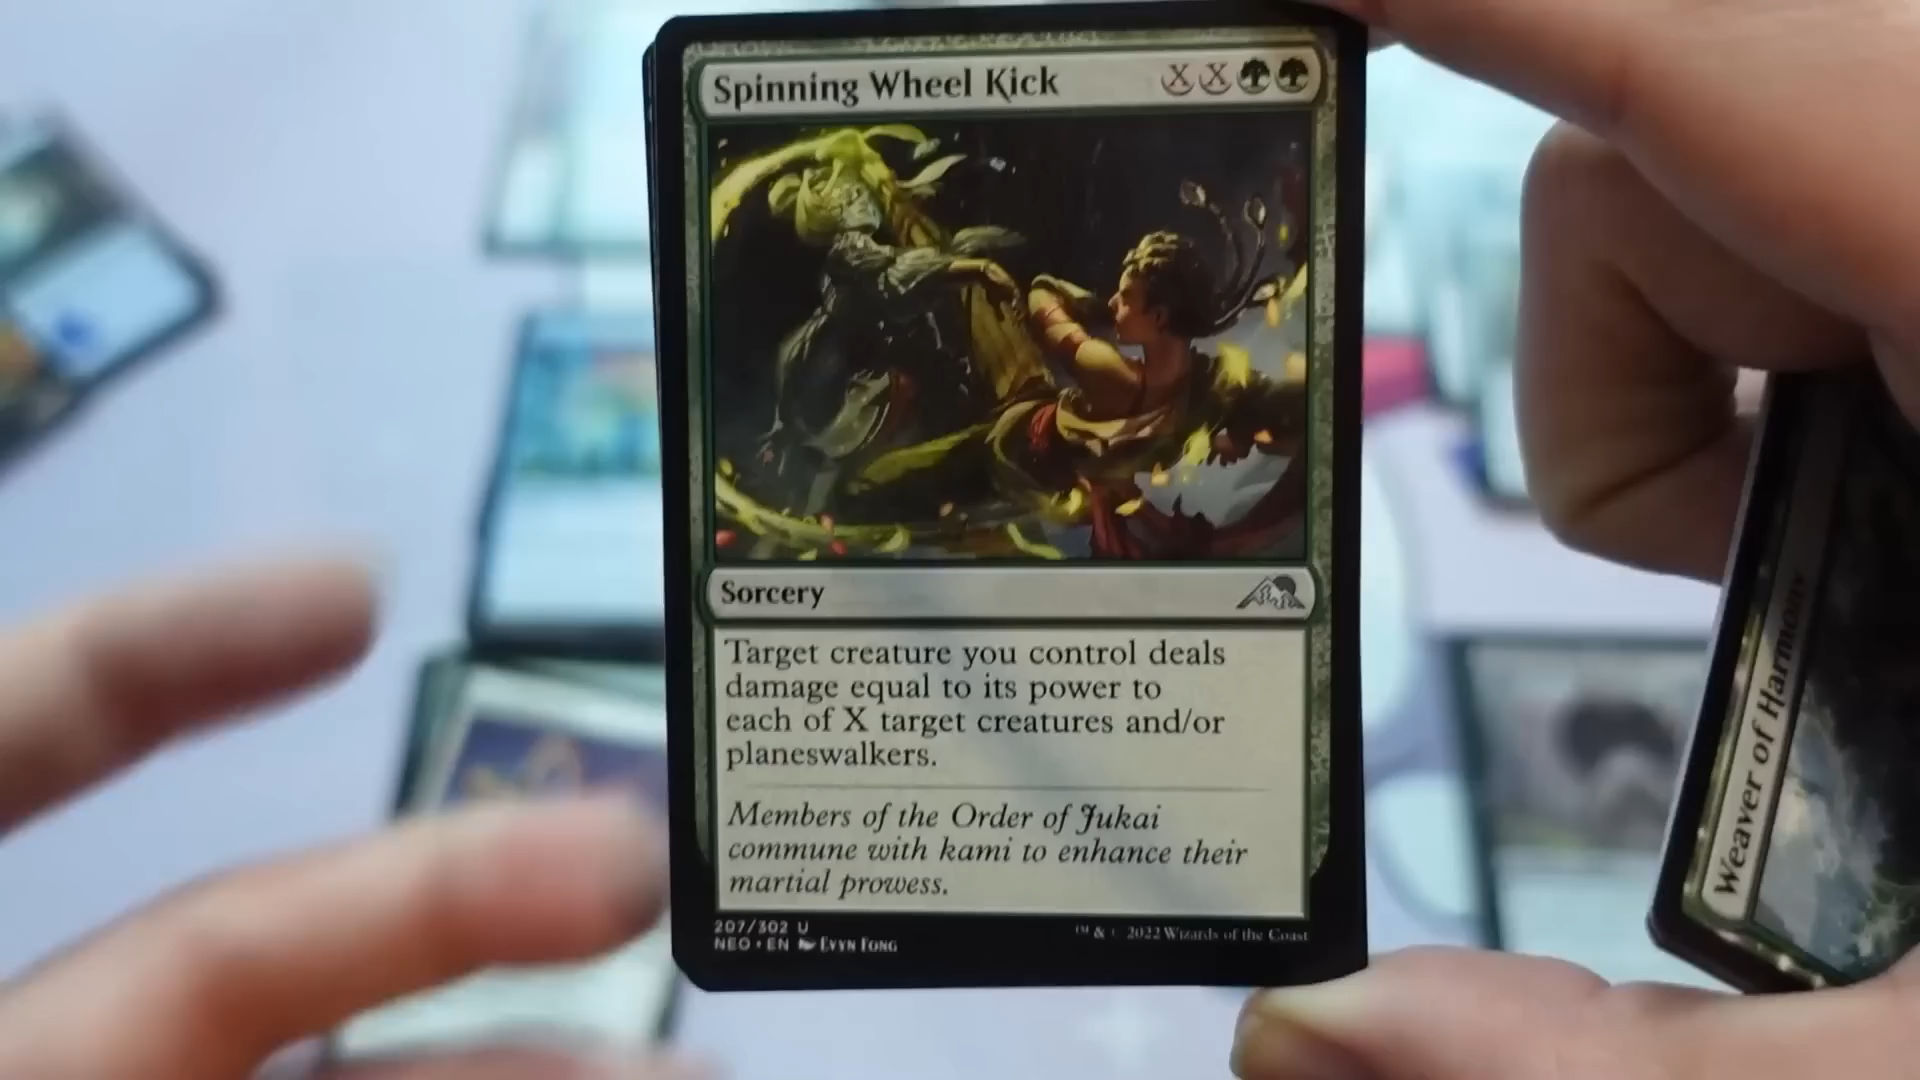 Spinning Wheel Kick XX
Sorcery
Target creature you control deals
damage equal to its power to
each of X target creatures and/or
planeswalkers.
Members of the Order of Jukai
commune with kami to enhance their
martial prowess.
207/302 U
NEO • EN Evyn Fong
™ & © 2022 Wizards of the Coast
Weaver of Harmony